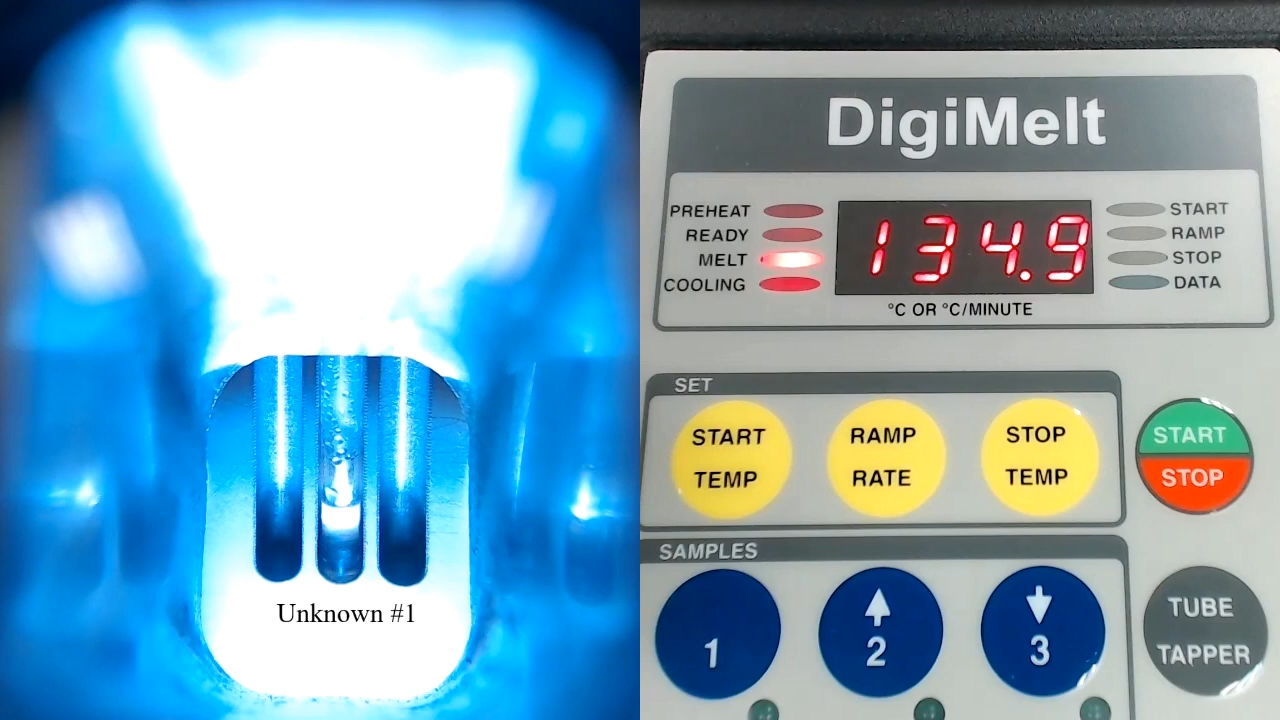 Unknown #1
DigiMelt
PREHEAT
READY
MELT
COOLING
134.9
START
RAMP
STOP
DATA
°C OR °C/MINUTE
SET
START
TEMP
RAMP
RATE
STOP
TEMP
START
STOP
SAMPLES
1
2
3
TUBE
TAPPER